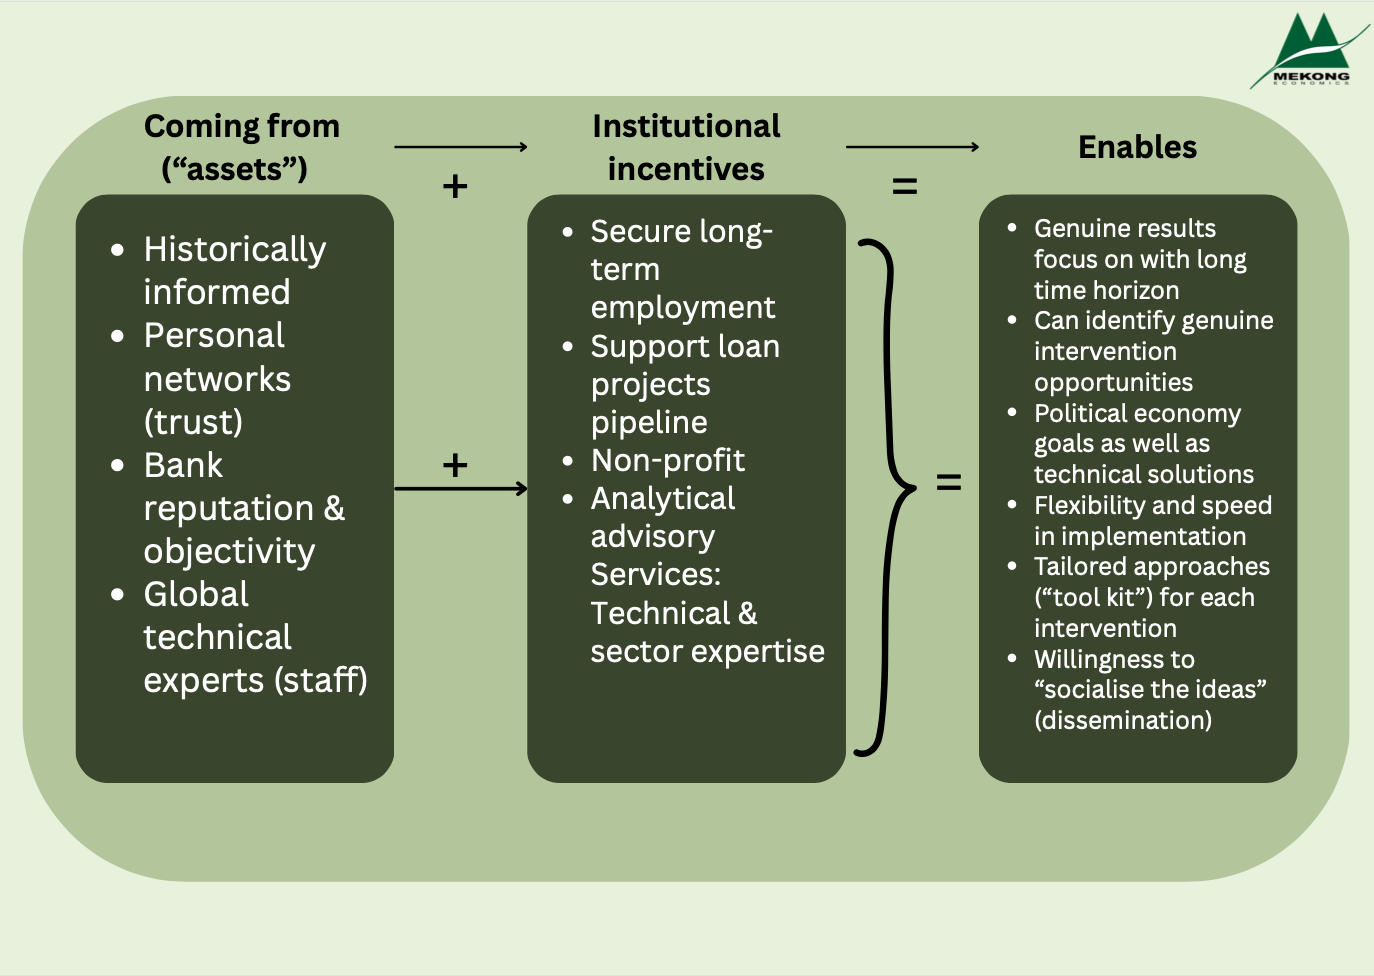 MEKONG
ECONOMICS
Coming from
(“assets”)
+
Institutional
incentives
=
Enables
• Historically
informed
• Personal
networks
(trust)
• Bank
reputation &
objectivity
• Global
technical
experts (staff)
+
• Secure long-
term
employment
• Support loan
projects
pipeline
• Non-profit
• Analytical
advisory
Services:
Technical &
sector expertise
=
• Genuine results
focus on with long
time horizon
• Can identify genuine
intervention
opportunities
• Political economy
goals as well as
technical solutions
• Flexibility and speed
in implementation
• Tailored approaches
(“tool kit”) for each
intervention
• Willingness to
“socialise the ideas”
(dissemination)